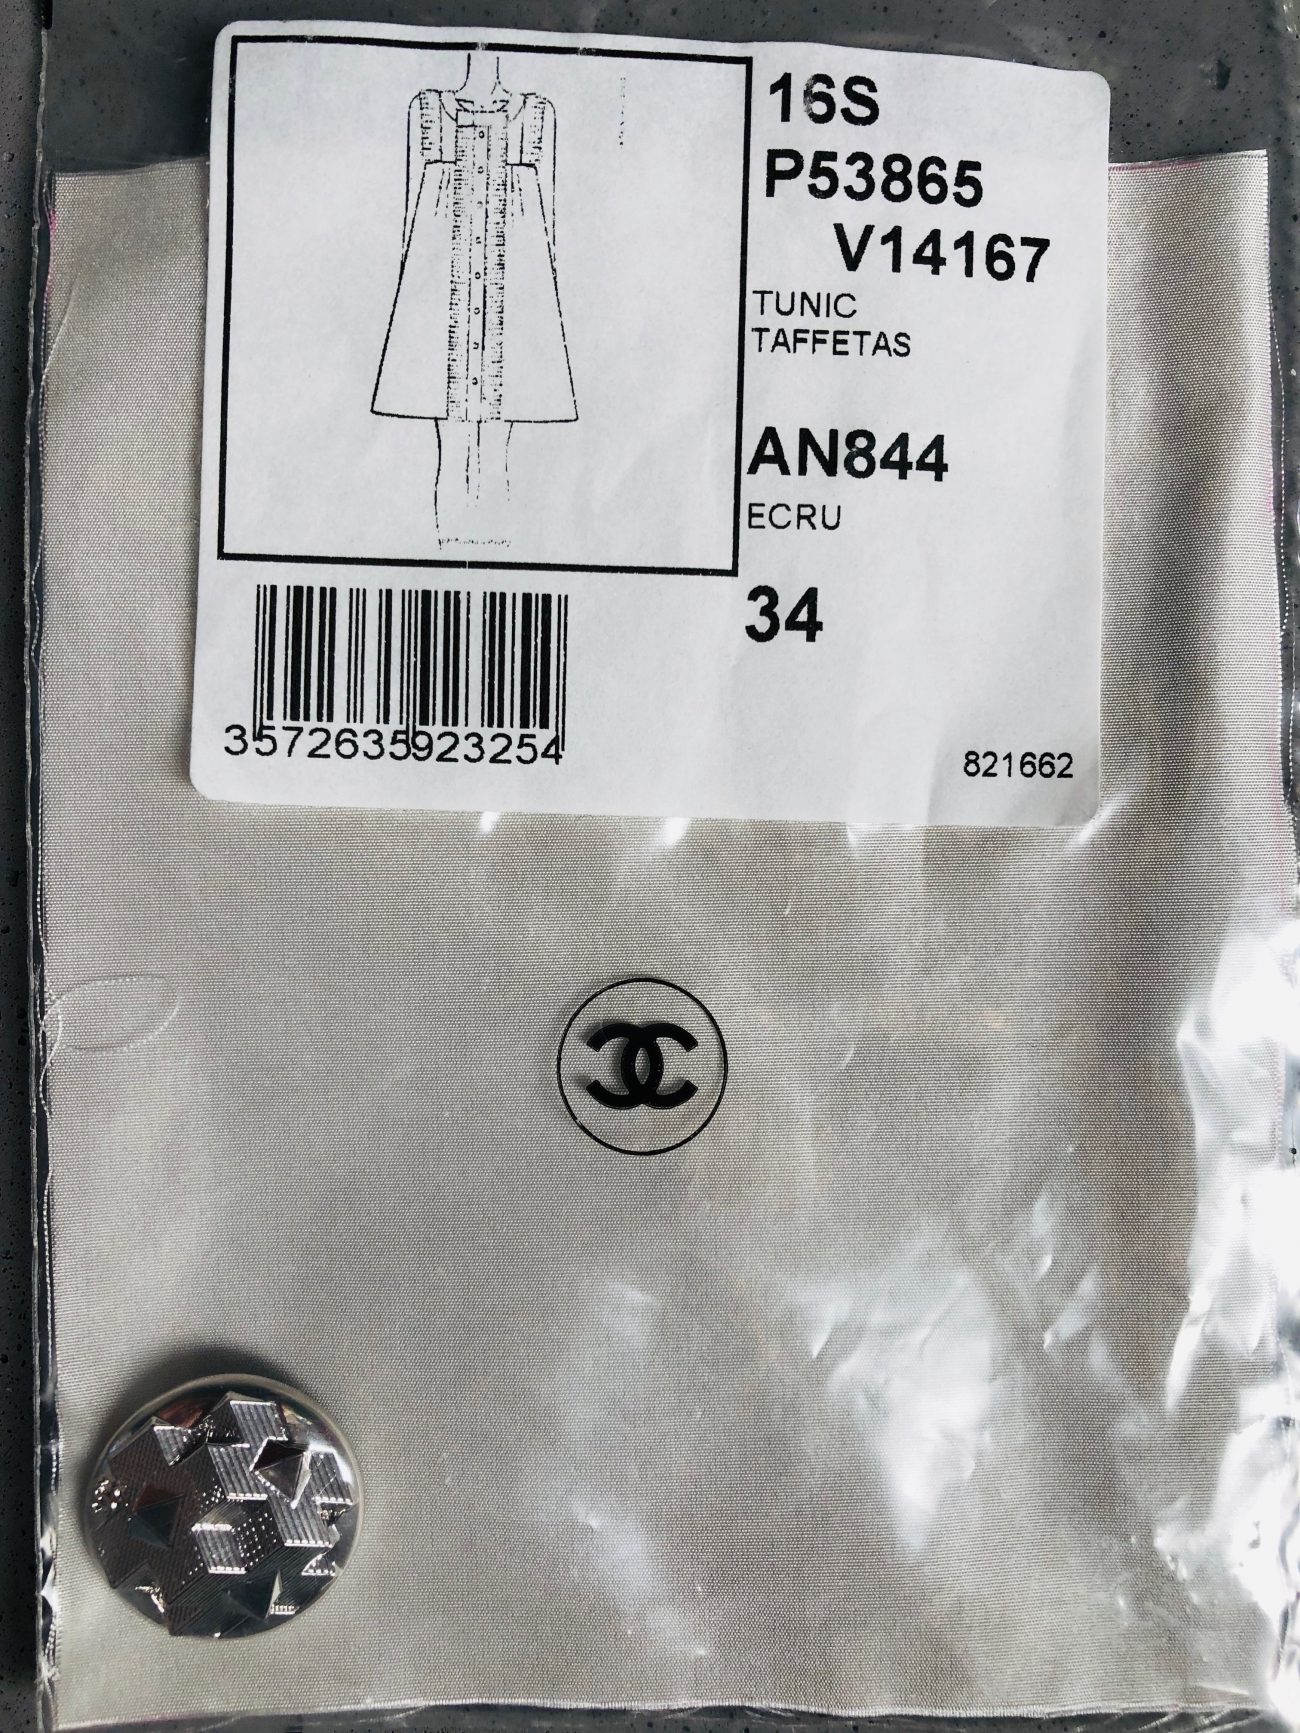 16S
P53865
V14167
TUNIC
TAFFETAS
AN844
ECRU
34
3572635923254
821662